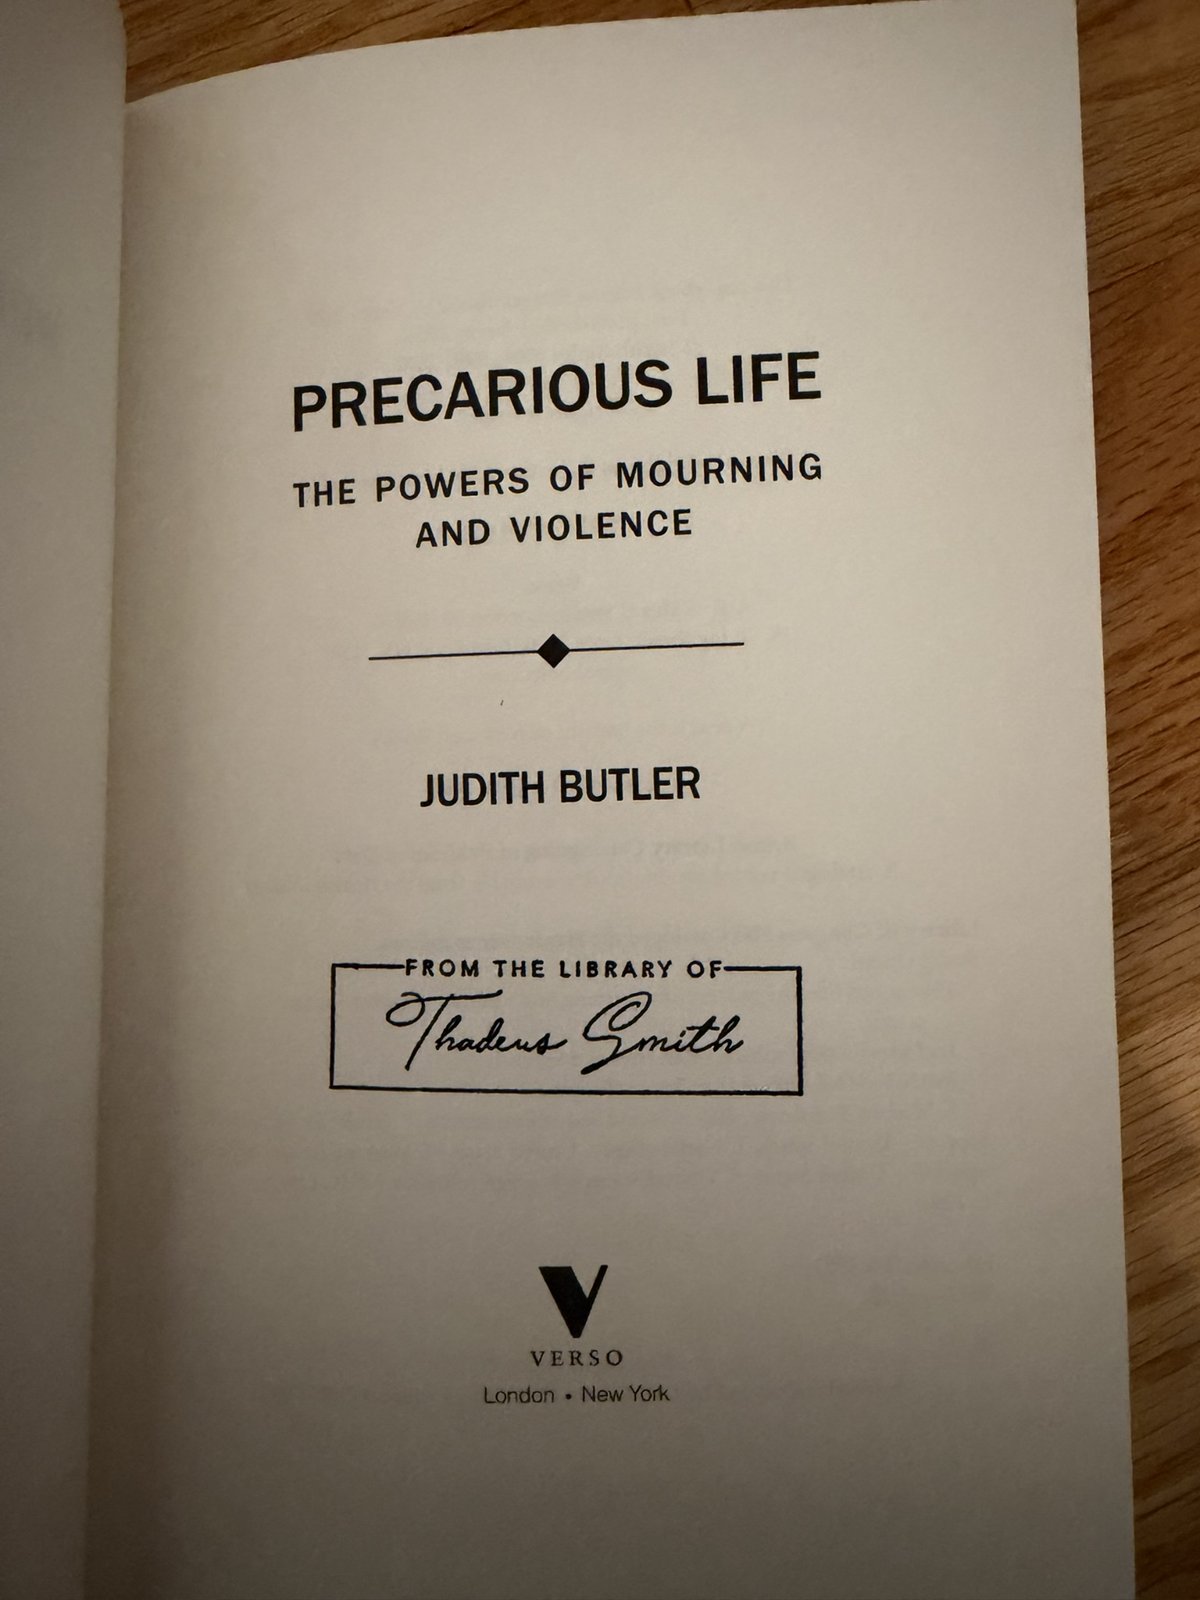 PRECARIOUS LIFE
THE POWERS OF MOURNING
AND VIOLENCE
JUDITH BUTLER
FROM THE LIBRARY OF
Thadeus Smith
VERSO
London • New York